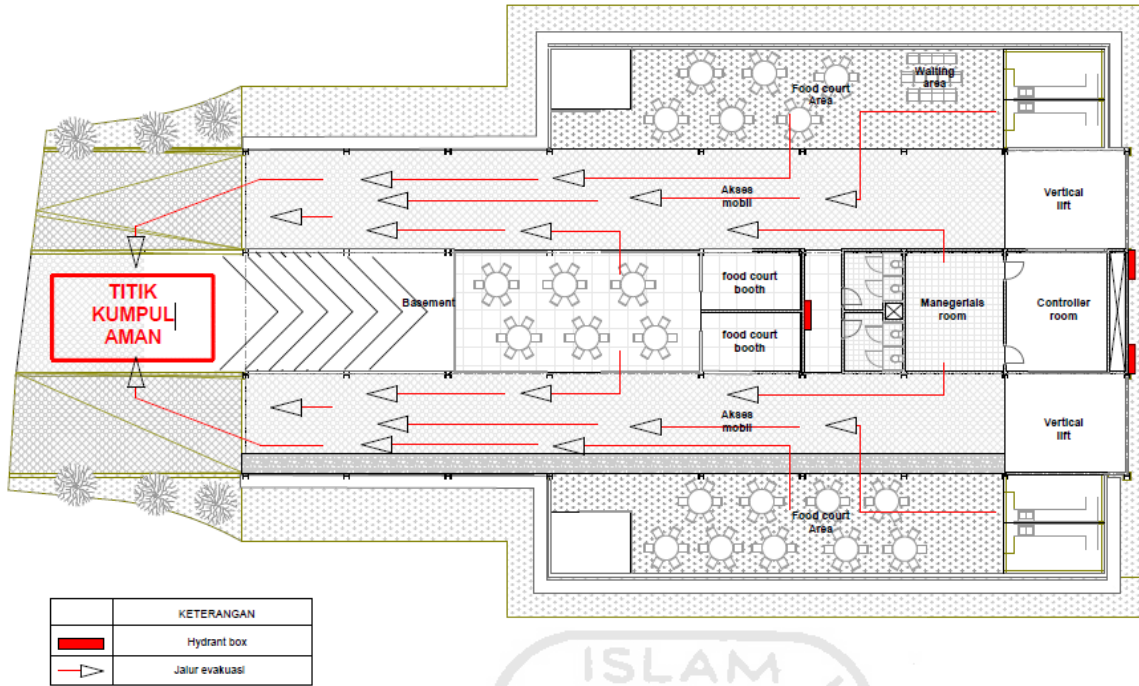 Waiting
area
Food court
Area
Akses
mobil
Vertical
lift
TITIK
KUMPUL
AMAN
Basement
food court
booth
food court
booth
Manegerials
room
Controller
room
Akses
mobil
Vertical
lift
Food court
Area
KETERANGAN
Hydrant box
Jalur evakuasi
ISLAM